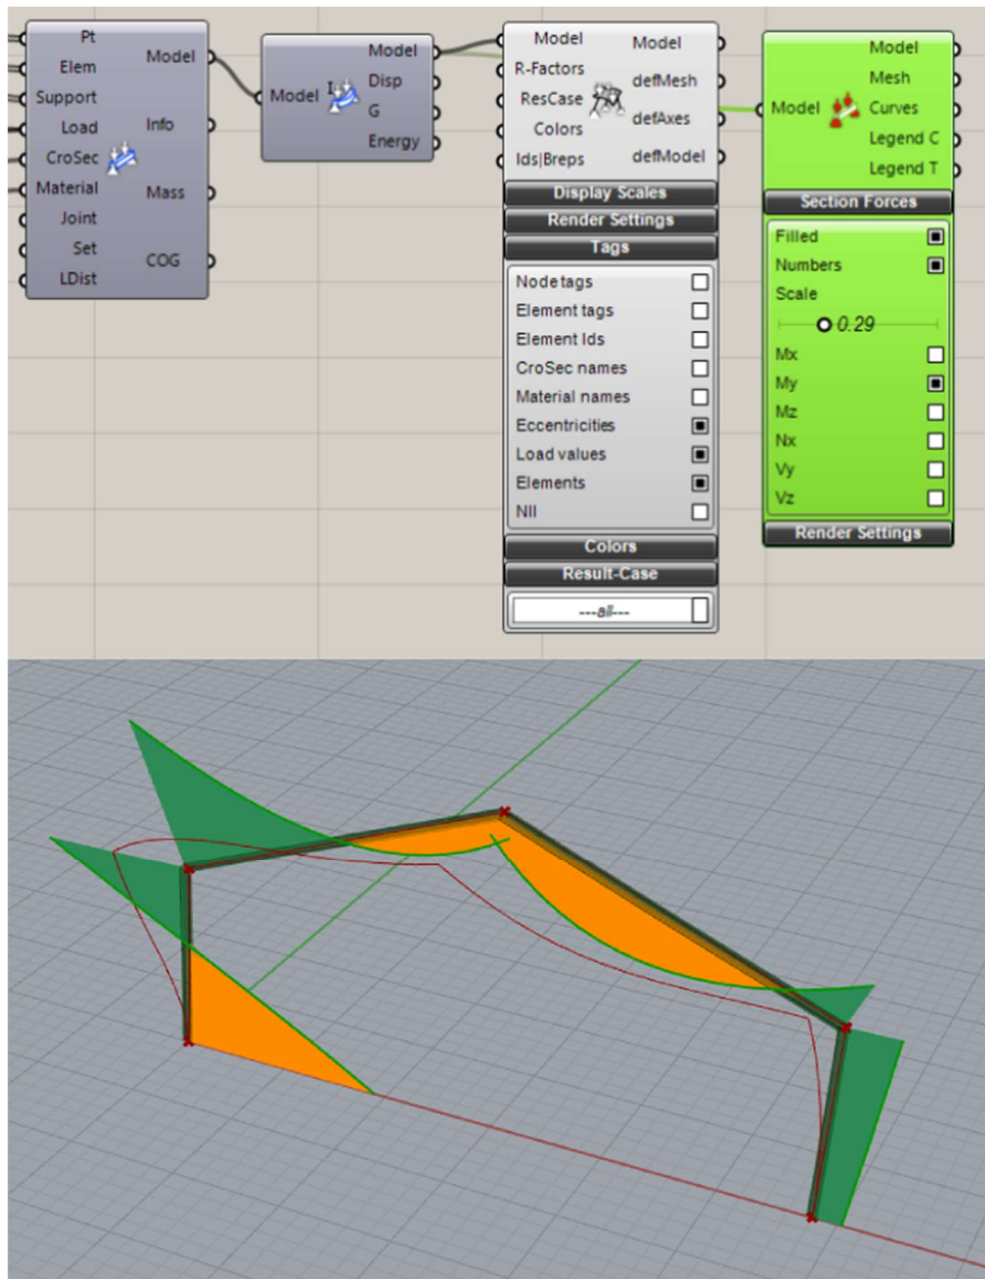 Pt
Elem
Support
Load
CroSec
Material
Joint
Set
LDist
Model
Info
Mass
COG
Model
Model
Disp
G
Energy
Model
R-Factors
ResCase
Colors
Ids|Breps
Model
defMesh
defAxes
defModel
Display Scales
Render Settings
Tags
Node tags
Element tags
Element Ids
CroSec names
Material names
Eccentricities
Load values
Elements
NII
Colors
Result-Case
---all---
Model
Model
Mesh
Curves
Legend C
Legend T
Section Forces
Filled
Numbers
Scale
0.29
Mx
My
Mz
Nx
Vy
Vz
Render Settings